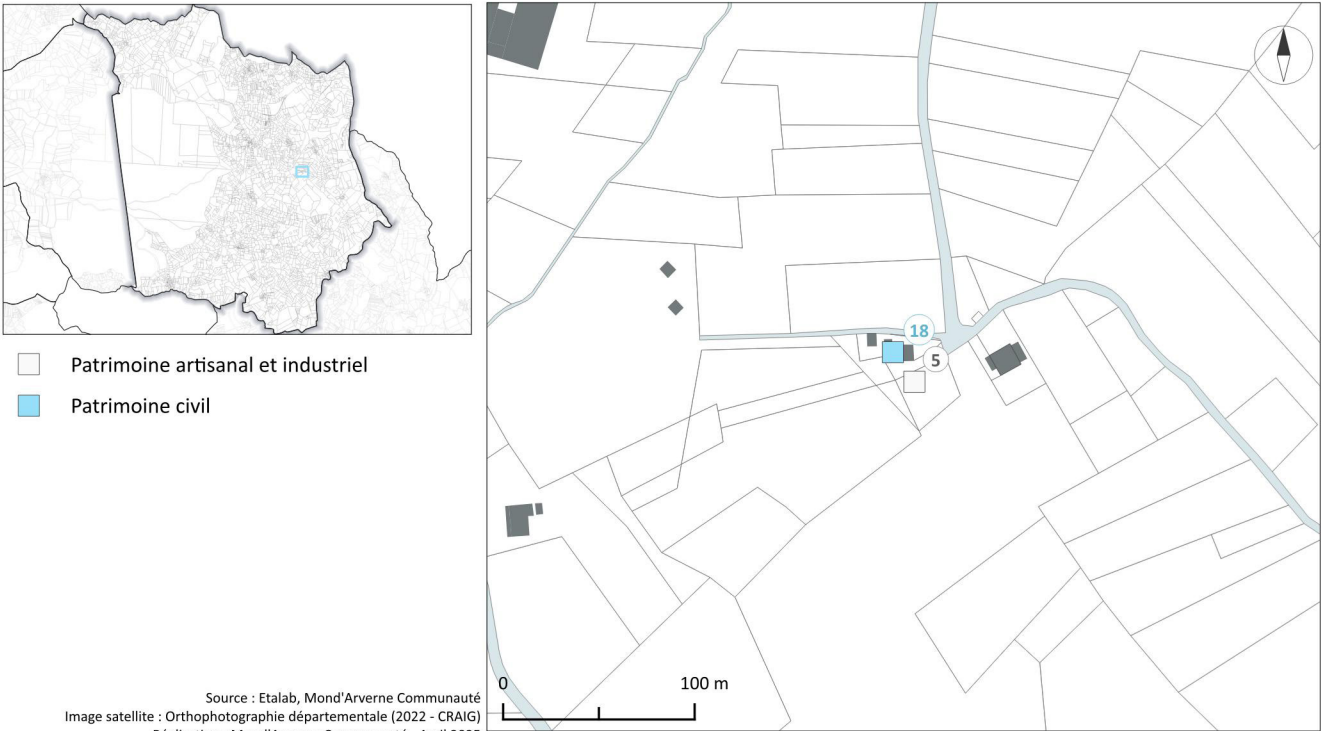 18
5
Patrimoine artisanal et industriel
Patrimoine civil
Source : Etalab, Mond'Arverne Communauté
Image satellite : Orthophotographie départementale (2022 - CRAIG)
0 100 m